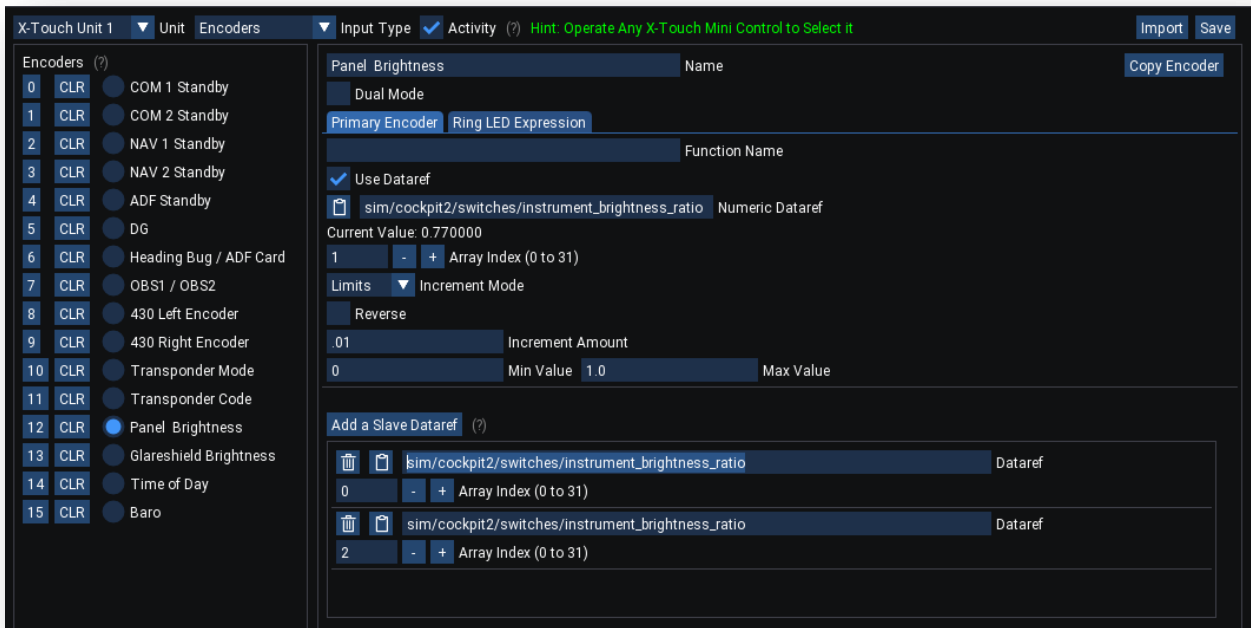 X-Touch Unit 1 Unit Encoders Input Type Activity (?) Hint: Operate Any X-Touch Mini Control to Select it Import Save
Encoders (?)
0 CLR COM 1 Standby
1 CLR COM 2 Standby
2 CLR NAV 1 Standby
3 CLR NAV 2 Standby
4 CLR ADF Standby
5 CLR DG
6 CLR Heading Bug / ADF Card
7 CLR OBS1 / OBS2
8 CLR 430 Left Encoder
9 CLR 430 Right Encoder
10 CLR Transponder Mode
11 CLR Transponder Code
12 CLR Panel  Brightness
13 CLR Glareshield Brightness
14 CLR Time of Day
15 CLR Baro
Panel  Brightness Name Copy Encoder
Dual Mode
Primary Encoder Ring LED Expression
Function Name
Use Dataref
sim/cockpit2/switches/instrument_brightness_ratio Numeric Dataref
Current Value: 0.770000
1 - + Array Index (0 to 31)
Limits Increment Mode
Reverse
.01 Increment Amount
0 Min Value 1.0 Max Value
Add a Slave Dataref (?)
sim/cockpit2/switches/instrument_brightness_ratio Dataref
0 - + Array Index (0 to 31)
sim/cockpit2/switches/instrument_brightness_ratio Dataref
2 - + Array Index (0 to 31)